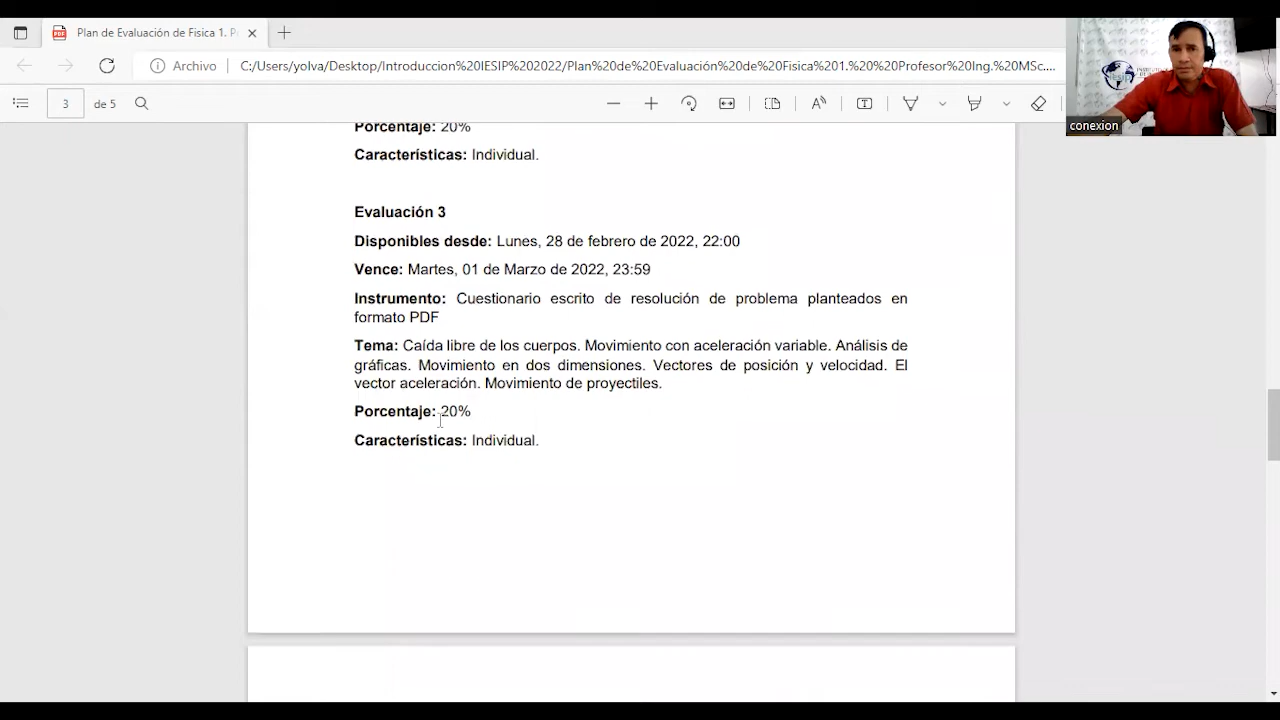 Plan de Evaluación de Fisica 1. P
Archivo
C:/Users/yolva/Desktop/Introduccion%20IESIP%202022/Plan%20de%20Evaluación%20de%20Fisica%201.%20%20Profesor%20Ing.%20MSc....
3 de 5
conexion
Porcentaje: 20%
Características: Individual.
Evaluación 3
Disponibles desde: Lunes, 28 de febrero de 2022, 22:00
Vence: Martes, 01 de Marzo de 2022, 23:59
Instrumento: Cuestionario escrito de resolución de problema planteados en
formato PDF
Tema: Caída libre de los cuerpos. Movimiento con aceleración variable. Análisis de
gráficas. Movimiento en dos dimensiones. Vectores de posición y velocidad. El
vector aceleración. Movimiento de proyectiles.
Porcentaje: 20%
Características: Individual.